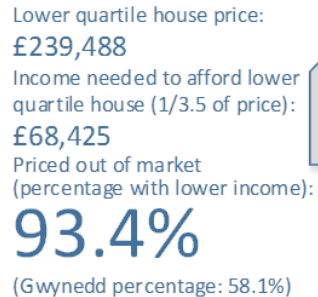 Lower quartile house price:
£239,488
Income needed to afford lower
quartile house (1/3.5 of price):
£68,425
Priced out of market
(percentage with lower income):
93.4%
(Gwynedd percentage: 58.1%)